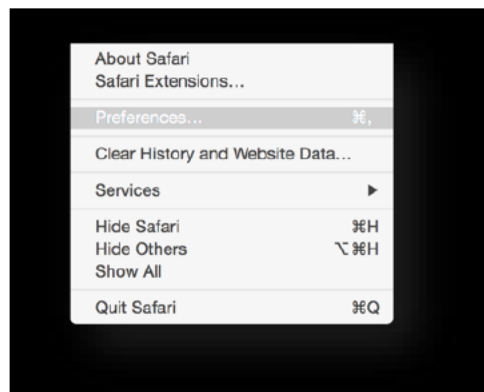 About Safari
Safari Extensions...
Preferences... ⌘,
Clear History and Website Data...
Services ▶
Hide Safari ⌘H
Hide Others ⌥⌘H
Show All
Quit Safari ⌘Q